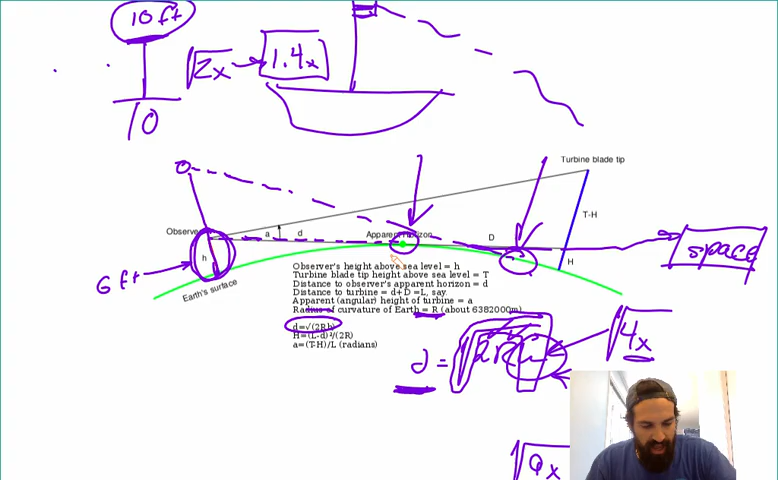 10 ft
√2x → 1.4x
10
Turbine blade tip
T-H
Observe
a
d
Apparent Horizon
D
h
H
space
6 ft
Earth's surface
Observer's height above sea level = h
Turbine blade tip height above sea level = T
Distance to observer's apparent horizon = d
Distance to turbine = d+D =L, say
Apparent (angular) height of turbine = a
Radius of curvature of Earth = R (about 6382000m)
d=√(2Rh)
H=(L-d)²/(2R)
a=(T-H)/L (radians)
√4x
d = √2Rh
√9x